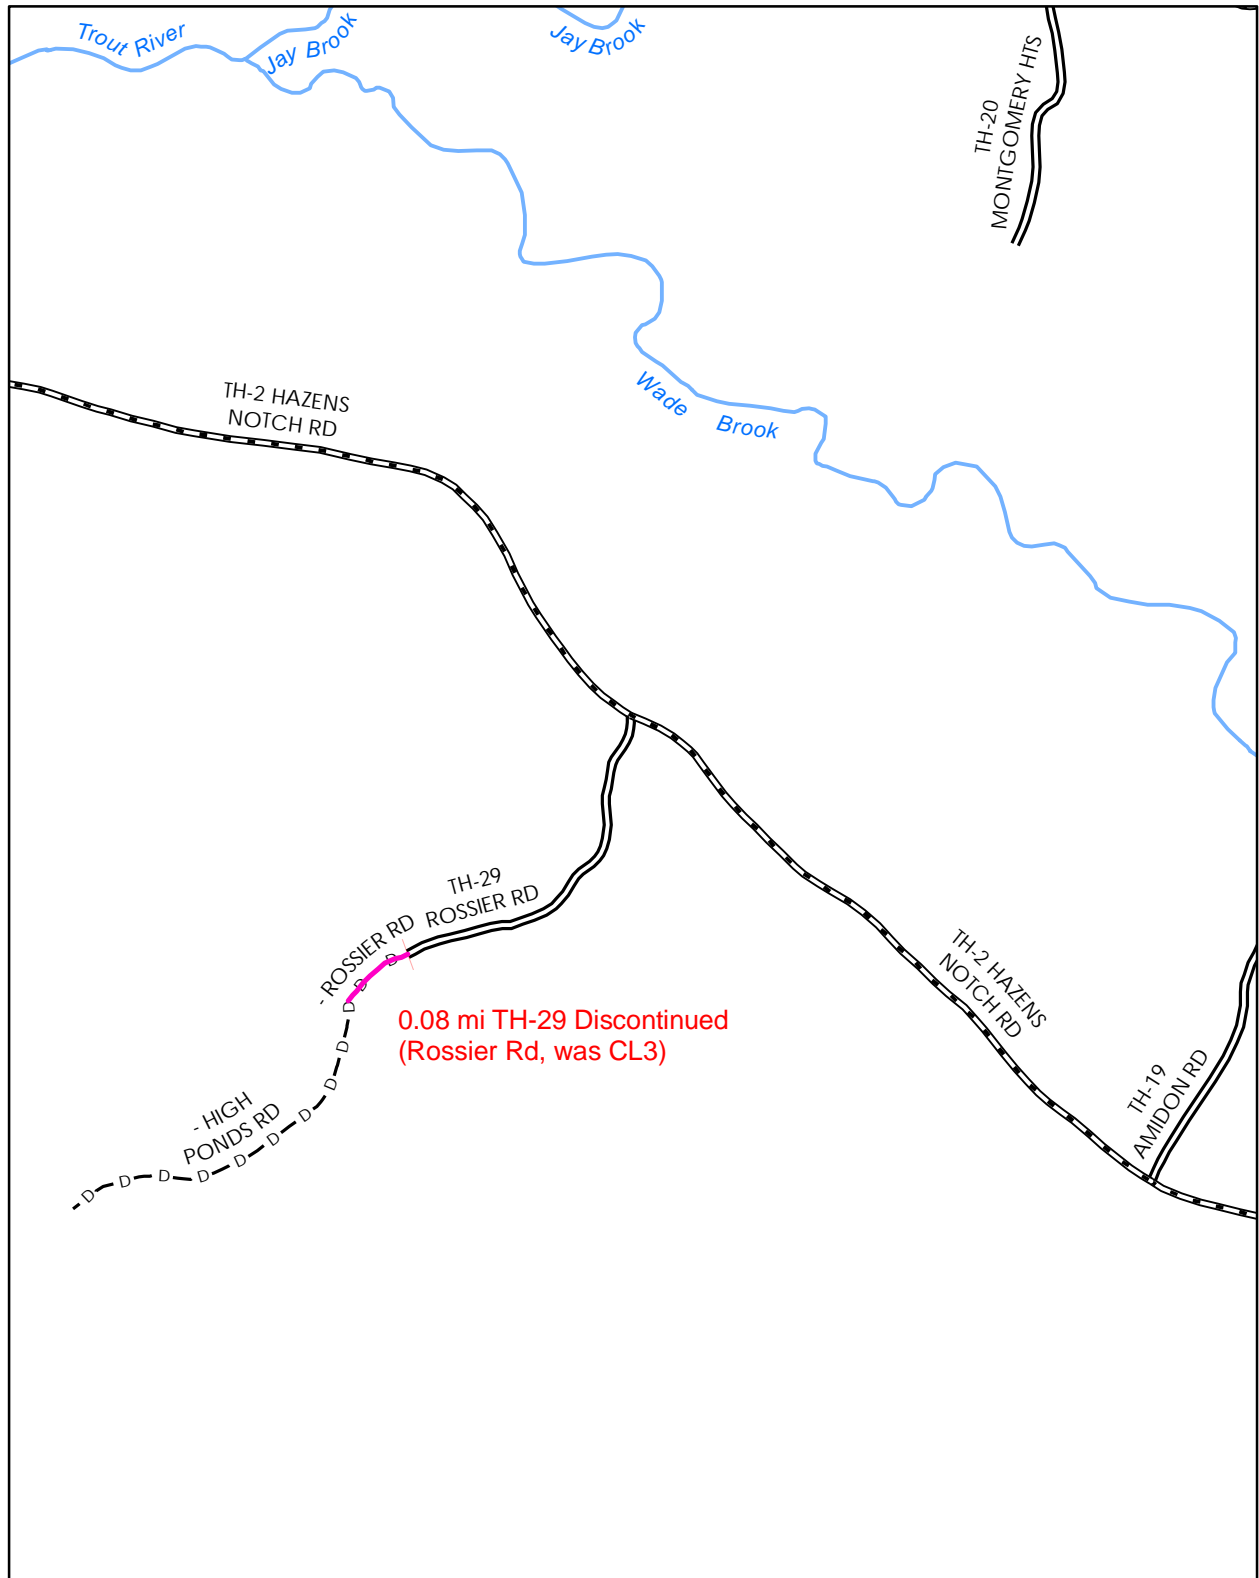 Trout River
Jay Brook
Jay Brook
TH-20
MONTGOMERY HTS
TH-2 HAZENS
NOTCH RD
Wade Brook
TH-29
ROSSIER RD
- ROSSIER RD
D
D
D
0.08 mi TH-29 Discontinued
(Rossier Rd, was CL3)
TH-2 HAZENS
NOTCH RD
TH-19
AMIDON RD
- HIGH
PONDS RD
D
D
D
D
D
D
D
D
D